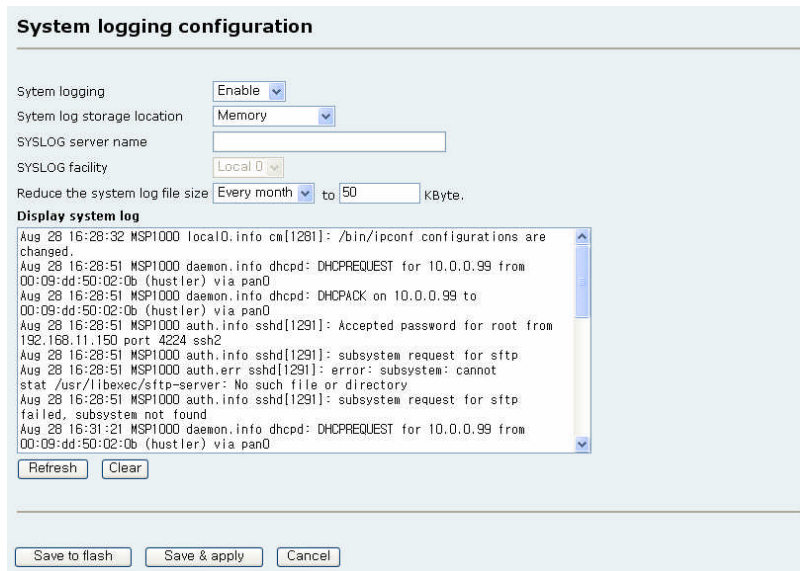 System logging configuration
Sytem logging Enable
Sytem log storage location Memory
SYSLOG server name
SYSLOG facility Local 0
Reduce the system log file size Every month to 50 KByte.
Display system log
Aug 28 16:28:32 MSP1000 local0.info cm[1281]: /bin/ipconf configurations are
changed.
Aug 28 16:28:51 MSP1000 daemon.info dhcpd: DHCPREQUEST for 10.0.0.99 from
00:09:dd:50:02:0b (hustler) via pan0
Aug 28 16:28:51 MSP1000 daemon.info dhcpd: DHCPACK on 10.0.0.99 to
00:09:dd:50:02:0b (hustler) via pan0
Aug 28 16:28:51 MSP1000 auth.info sshd[1291]: Accepted password for root from
192.168.11.150 port 4224 ssh2
Aug 28 16:28:51 MSP1000 auth.info sshd[1291]: subsystem request for sftp
Aug 28 16:28:51 MSP1000 auth.err sshd[1291]: error: subsystem: cannot
stat /usr/libexec/sftp-server: No such file or directory
Aug 28 16:28:51 MSP1000 auth.info sshd[1291]: subsystem request for sftp
failed, subsystem not found
Aug 28 16:31:21 MSP1000 daemon.info dhcpd: DHCPREQUEST for 10.0.0.99 from
00:09:dd:50:02:0b (hustler) via pan0
Refresh Clear
Save to flash Save & apply Cancel